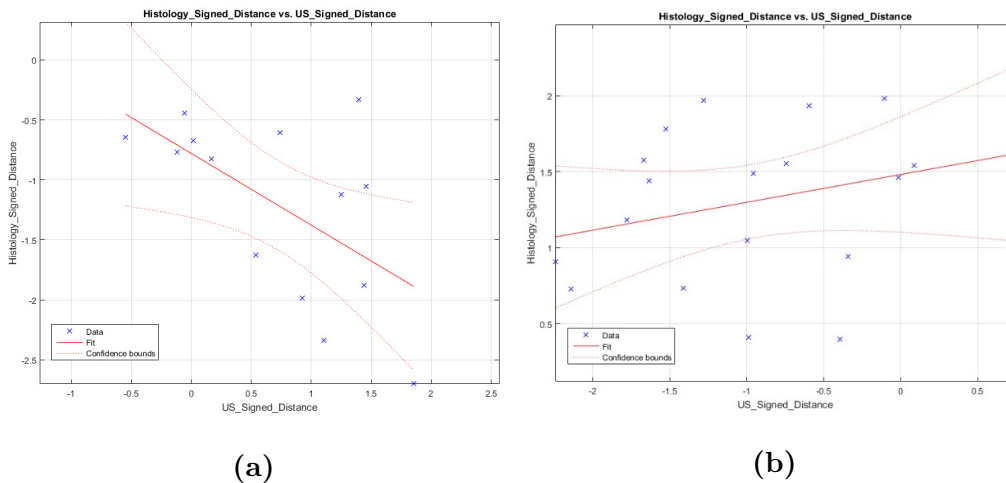 Histology_Signed_Distance vs. US_Signed_Distance
Histology_Signed_Distance
0
-0.5
-1
-1.5
-2
-2.5
Data
Fit
Confidence bounds
-1
-0.5
0
0.5
1
1.5
2
2.5
US_Signed_Distance
(a)
Histology_Signed_Distance vs. US_Signed_Distance
Histology_Signed_Distance
2
1.5
1
0.5
Data
Fit
Confidence bounds
-2
-1.5
-1
-0.5
0
0.5
US_Signed_Distance
(b)